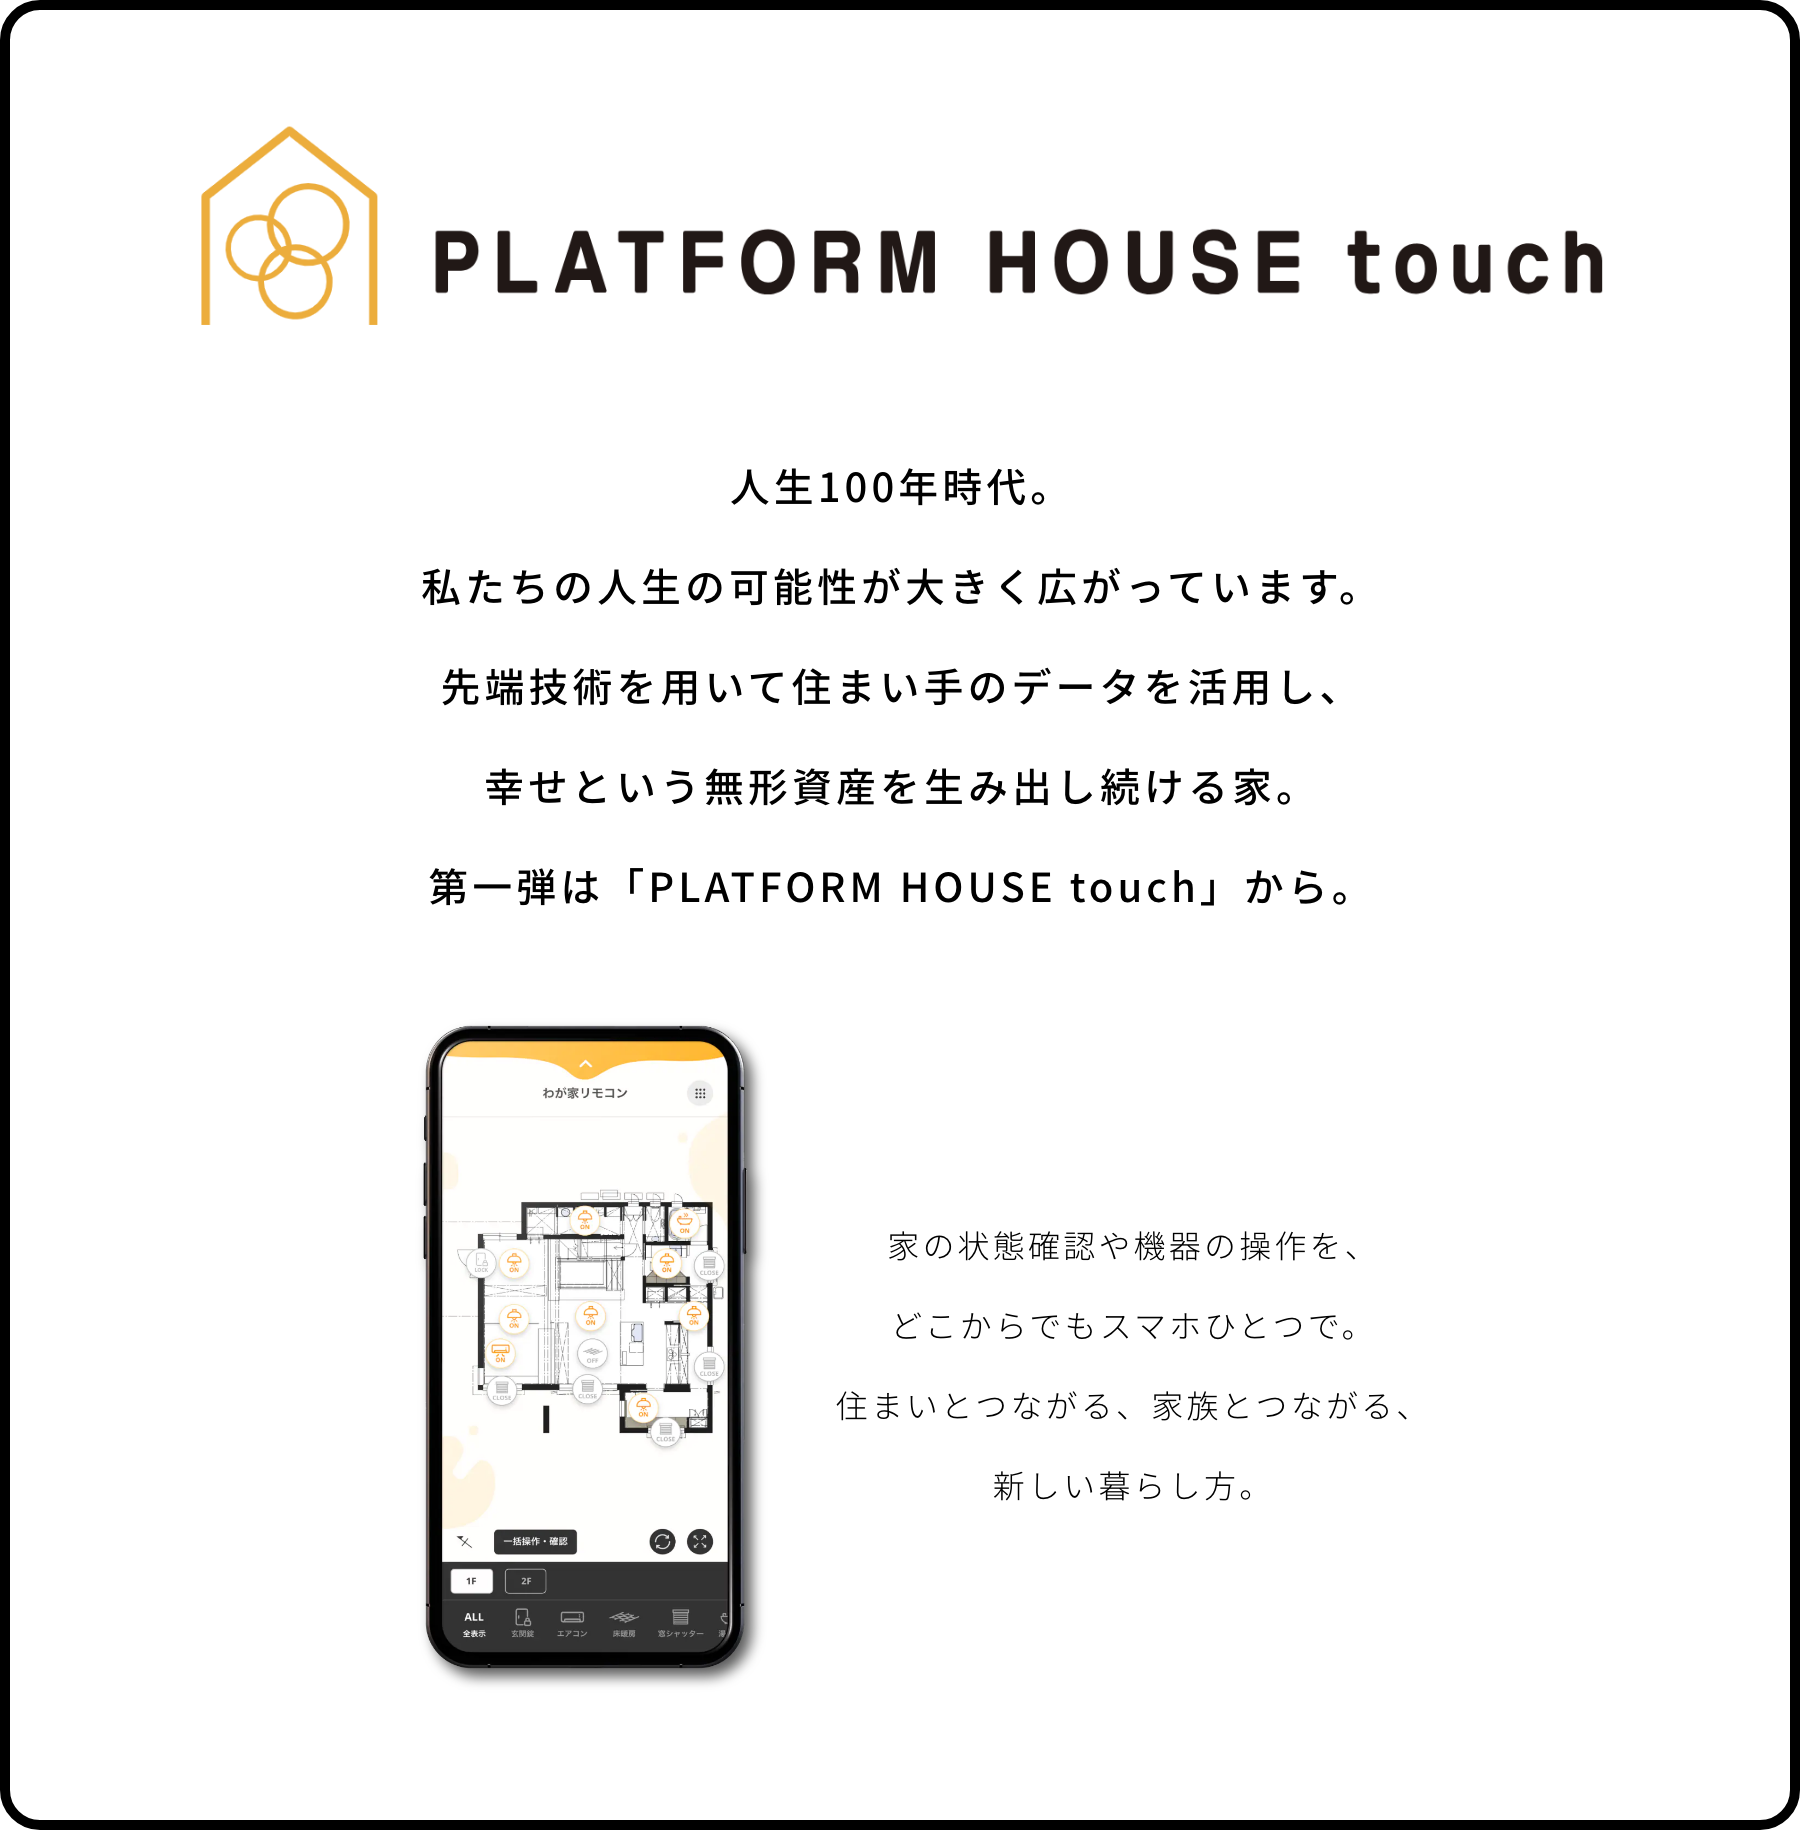 PLATFORM HOUSE touch
人生100年時代。
私たちの人生の可能性が大きく広がっています。
先端技術を用いて住まい手のデータを活用し、
幸せという無形資産を生み出し続ける家。
第一弾は「PLATFORM HOUSE touch」から。
わが家リモコン
ON
ON
LOCK
ON
ON
CLOSE
ON
ON
ON
ON
OFF
CLOSE
CLOSE
CLOSE
ON
CLOSE
一括操作・確認
1F
2F
ALL
全表示
玄関錠
エアコン
床暖房
窓シャッター
家の状態確認や機器の操作を、
どこからでもスマホひとつで。
住まいとつながる、家族とつながる、
新しい暮らし方。